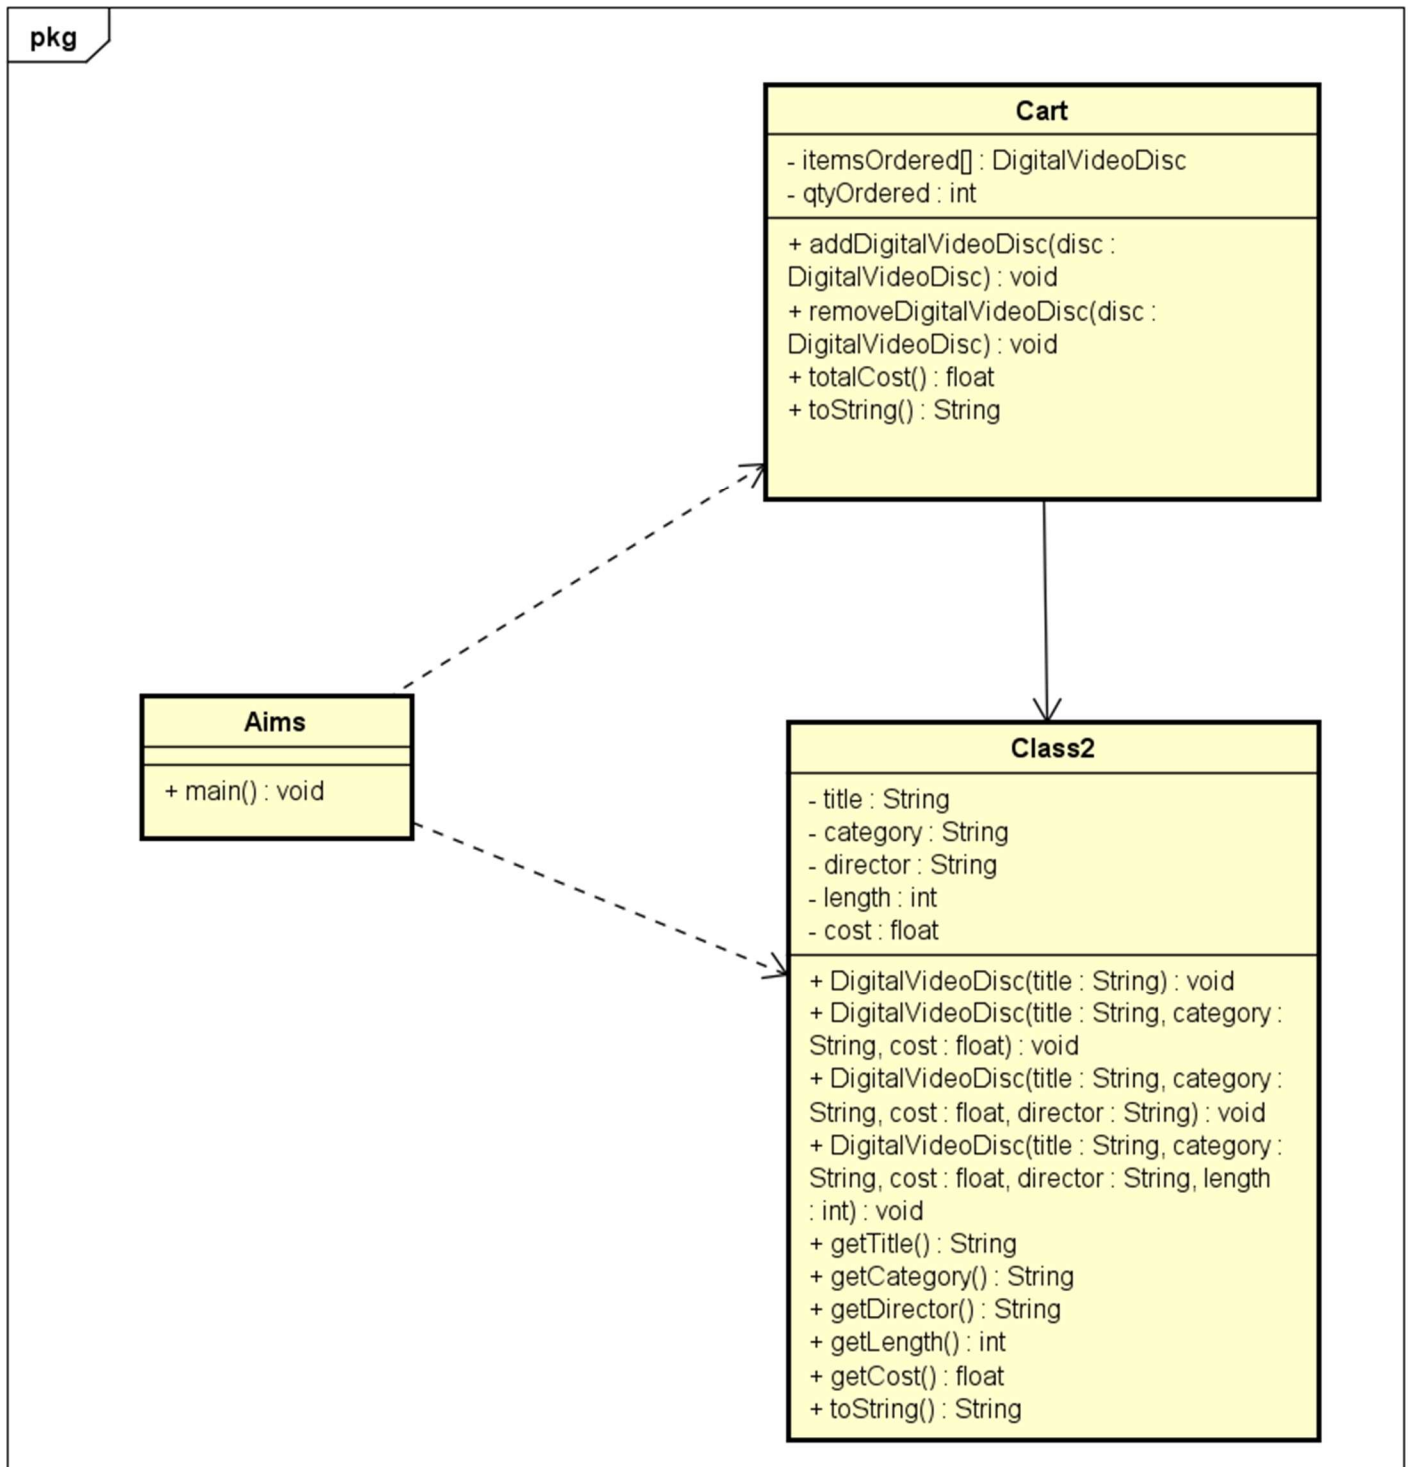 pkg
Cart
- itemsOrdered[] : DigitalVideoDisc
- qtyOrdered : int
+ addDigitalVideoDisc(disc :
DigitalVideoDisc) : void
+ removeDigitalVideoDisc(disc :
DigitalVideoDisc) : void
+ totalCost() : float
+ toString() : String
Aims
+ main() : void
Class2
- title : String
- category : String
- director : String
- length : int
- cost : float
+ DigitalVideoDisc(title : String) : void
+ DigitalVideoDisc(title : String, category :
String, cost : float) : void
+ DigitalVideoDisc(title : String, category :
String, cost : float, director : String) : void
+ DigitalVideoDisc(title : String, category :
String, cost : float, director : String, length
: int) : void
+ getTitle() : String
+ getCategory() : String
+ getDirector() : String
+ getLength() : int
+ getCost() : float
+ toString() : String